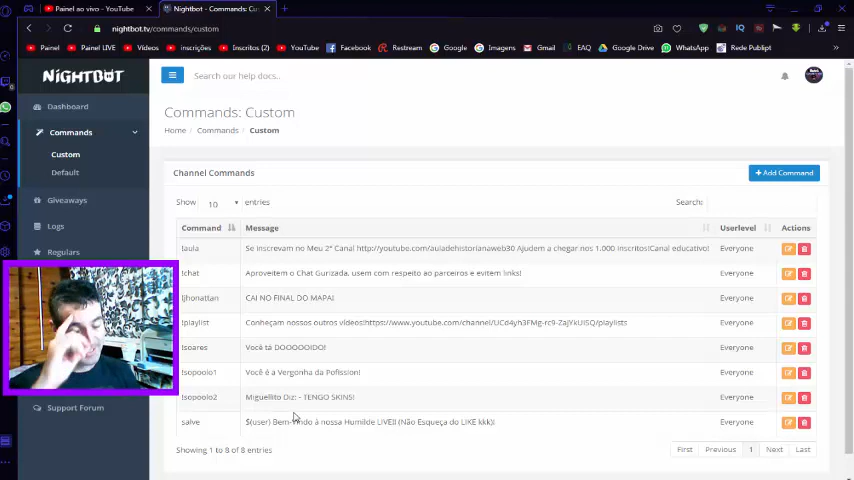 Painel ao vivo - YouTube
Nightbot.tv - Commands: Cu
nightbot.tv/commands/custom
Painel
Painel LIVE
Vídeos
inscrições
Inscritos (2)
YouTube
Facebook
Restream
Google
Imagens
Gmail
EAQ
Google Drive
WhatsApp
Rede Publipt
NIGHTBOT
Search our help docs..
Dashboard
Commands
Custom
Default
Giveaways
Logs
Regulars
Support Forum
Commands: Custom
Home
Commands
Custom
Channel Commands
+ Add Command
Show 10 entries
Search:
Command Message Userlevel Actions
!aula Se inscrevam no Meu 2° Canal http://youtube.com/auladehistorianaweb30 Ajudem a chegar nos 1.000 inscritos!Canal educativo! Everyone
!chat Aproveitem o Chat Gurizada, usem com respeito ao parceiros e evitem links! Everyone
!jhonattan CAI NO FINAL DO MAPA! Everyone
!playlist Conheçam nossos outros vídeos!https://www.youtube.com/channel/UCd4yh3FMg-rc9-ZaJYkUiSQ/playlists Everyone
!soares Você tá DOOOOOIDO! Everyone
!sopoolo1 Você é a Vergonha da Pofission! Everyone
!sopoolo2 Miguellito Diz: - TENGO SKINS! Everyone
salve $(user) à nossa Humilde LIVE!! (Não Esqueça do LIKE kkk)! Everyone
Showing 1 to 8 of 8 entries
First Previous 1 Next Last